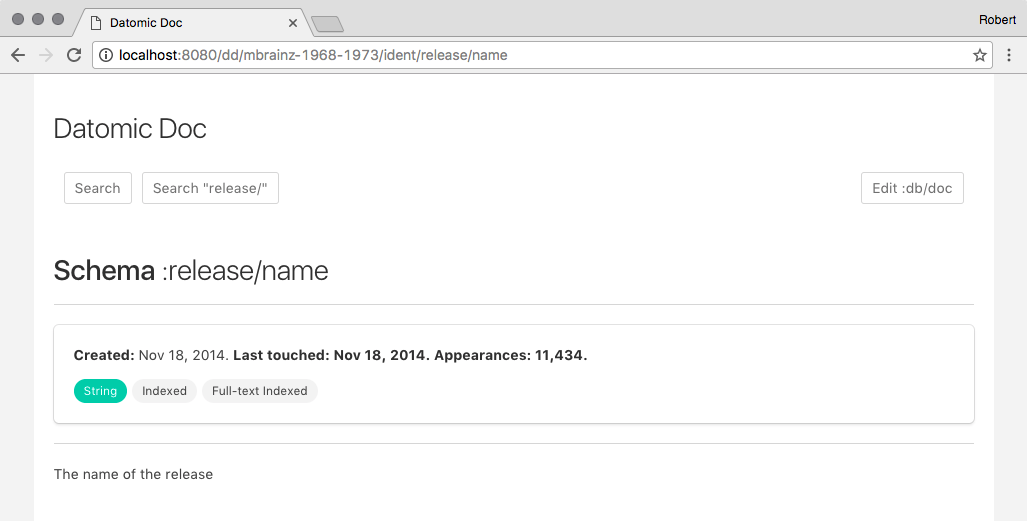 Datomic Doc
Robert
localhost:8080/dd/mbrainz-1968-1973/ident/release/name
Datomic Doc
Search Search "release/" Edit :db/doc
Schema :release/name
Created: Nov 18, 2014. Last touched: Nov 18, 2014. Appearances: 11,434.
String Indexed Full-text Indexed
The name of the release